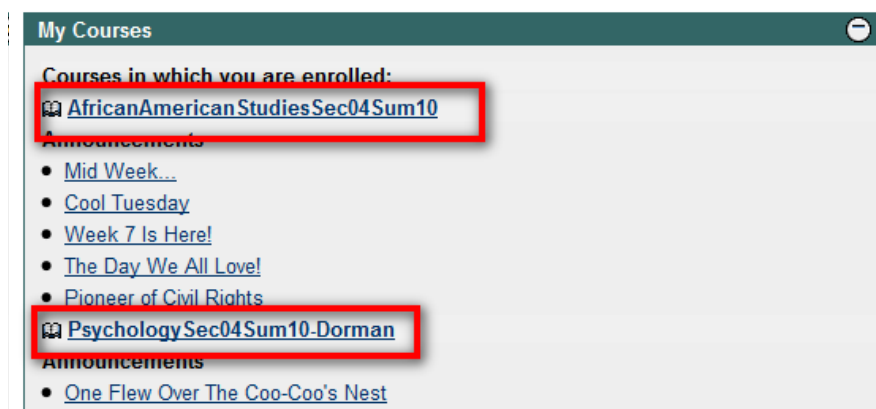 My Courses
Courses in which you are enrolled:
AfricanAmericanStudiesSec04Sum10
Announcements
Mid Week...
Cool Tuesday
Week 7 Is Here!
The Day We All Love!
Pioneer of Civil Rights
PsychologySec04Sum10-Dorman
Announcements
One Flew Over The Coo-Coo's Nest